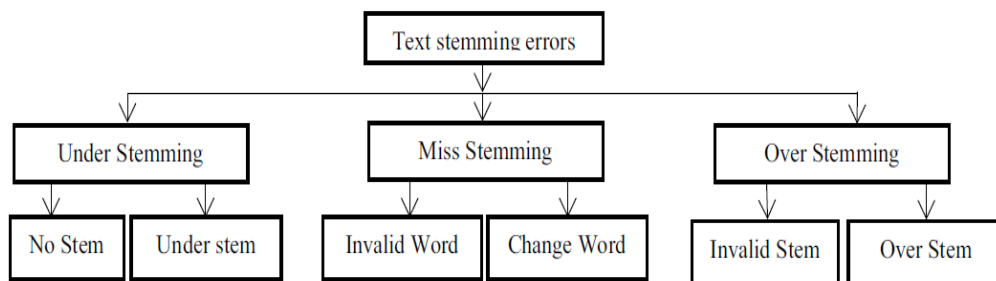 Text stemming errors
Under Stemming
Miss Stemming
Over Stemming
No Stem
Under stem
Invalid Word
Change Word
Invalid Stem
Over Stem